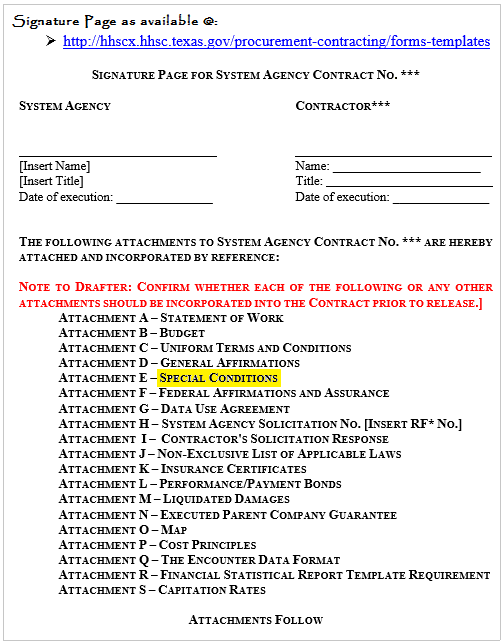 Signature Page as available @:
➢ http://hhscx.hhsc.texas.gov/procurement-contracting/forms-templates
SIGNATURE PAGE FOR SYSTEM AGENCY CONTRACT NO. ***
SYSTEM AGENCY CONTRACTOR***
[Insert Name] Name:
[Insert Title] Title:
Date of execution: Date of execution:
THE FOLLOWING ATTACHMENTS TO SYSTEM AGENCY CONTRACT NO. *** ARE HEREBY
ATTACHED AND INCORPORATED BY REFERENCE:
NOTE TO DRAFTER: CONFIRM WHETHER EACH OF THE FOLLOWING OR ANY OTHER
ATTACHMENTS SHOULD BE INCORPORATED INTO THE CONTRACT PRIOR TO RELEASE.]
ATTACHMENT A – STATEMENT OF WORK
ATTACHMENT B – BUDGET
ATTACHMENT C – UNIFORM TERMS AND CONDITIONS
ATTACHMENT D – GENERAL AFFIRMATIONS
ATTACHMENT E – SPECIAL CONDITIONS
ATTACHMENT F – FEDERAL AFFIRMATIONS AND ASSURANCE
ATTACHMENT G – DATA USE AGREEMENT
ATTACHMENT H – SYSTEM AGENCY SOLICITATION NO. [INSERT RF* NO.]
ATTACHMENT I – CONTRACTOR'S SOLICITATION RESPONSE
ATTACHMENT J – NON-EXCLUSIVE LIST OF APPLICABLE LAWS
ATTACHMENT K – INSURANCE CERTIFICATES
ATTACHMENT L – PERFORMANCE/PAYMENT BONDS
ATTACHMENT M – LIQUIDATED DAMAGES
ATTACHMENT N – EXECUTED PARENT COMPANY GUARANTEE
ATTACHMENT O – MAP
ATTACHMENT P – COST PRINCIPLES
ATTACHMENT Q – THE ENCOUNTER DATA FORMAT
ATTACHMENT R – FINANCIAL STATISTICAL REPORT TEMPLATE REQUIREMENT
ATTACHMENT S – CAPITATION RATES
ATTACHMENTS FOLLOW